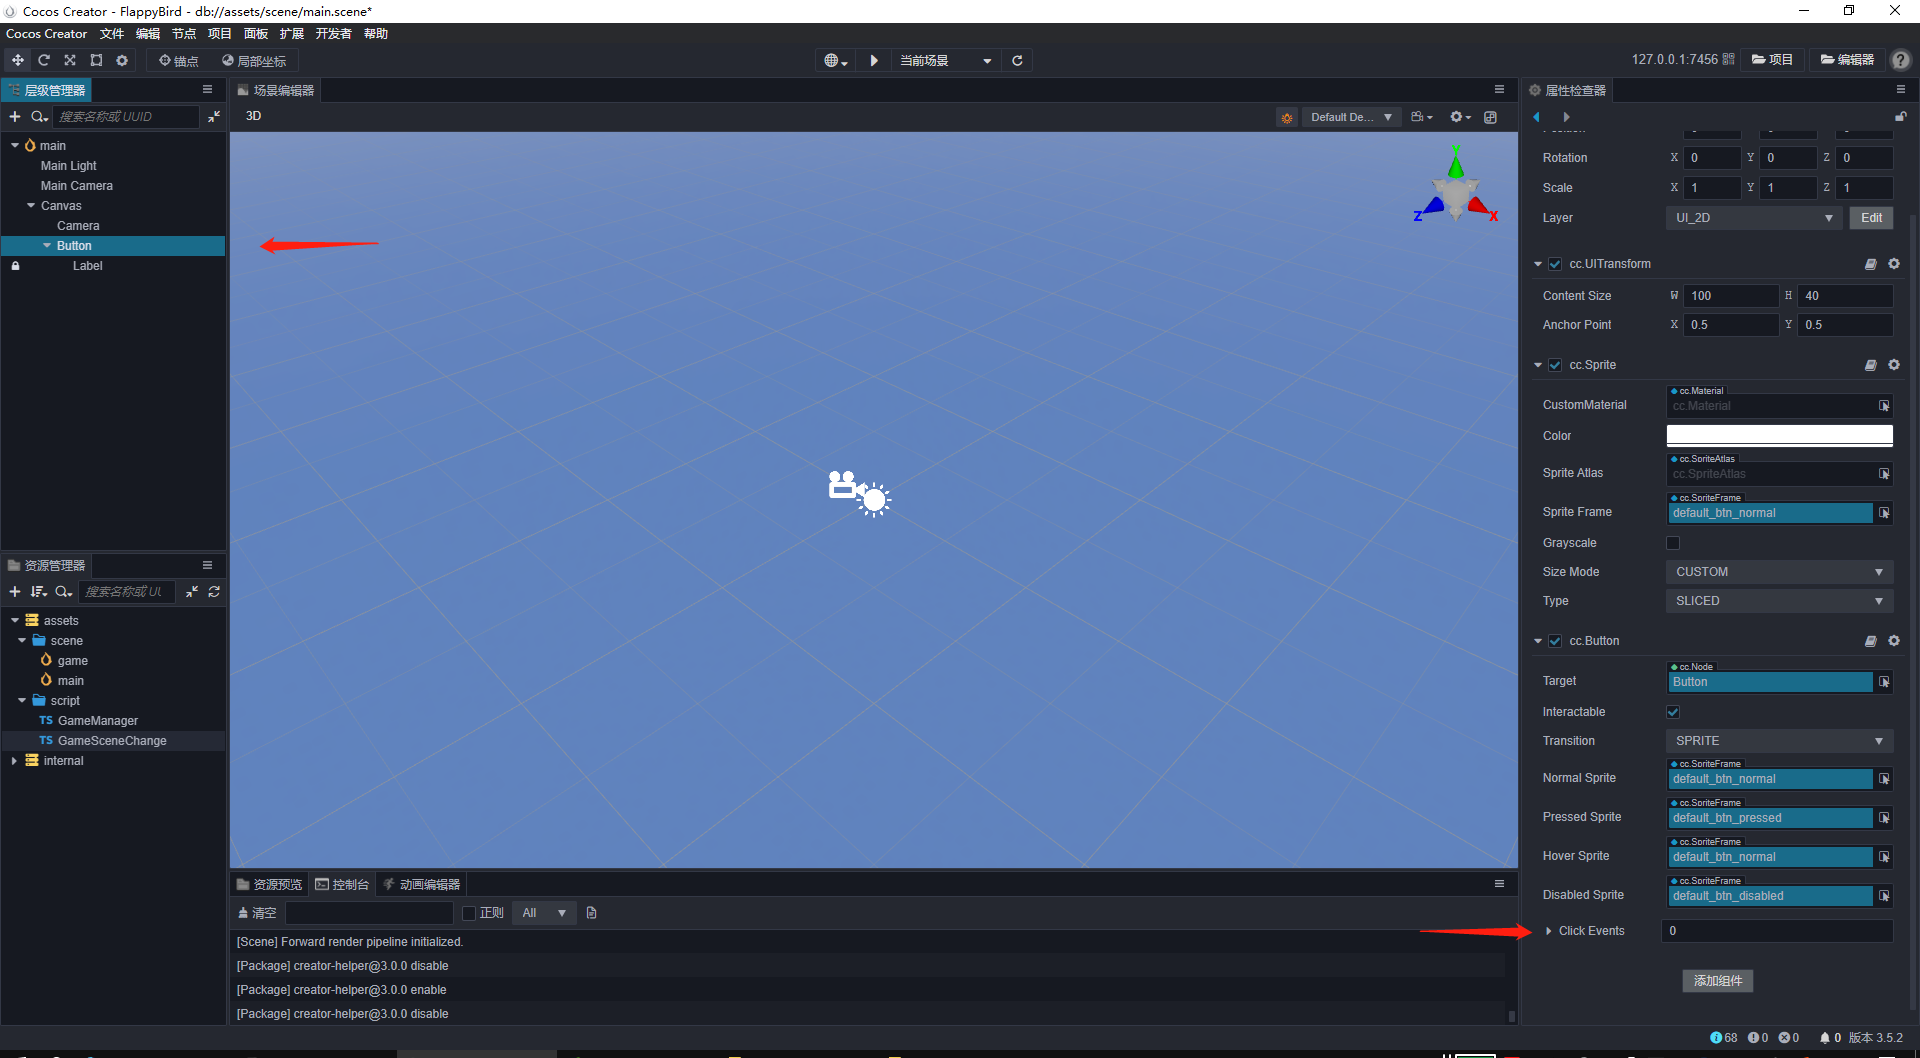 Cocos Creator - FlappyBird - db://assets/scene/main.scene*
Cocos Creator 文件 编辑 节点 项目 面板 扩展 开发者 帮助
锚点 局部坐标 当前场景 127.0.0.1:7456 项目 编辑器 ?
层级管理器
搜索名称或 UUID
main
Main Light
Main Camera
Canvas
Camera
Button
Label
资源管理器
搜索名称或 UU
assets
scene
game
main
script
TS GameManager
TS GameSceneChange
internal
场景编辑器
3D Default De...
Y
Z X
资源预览 控制台 动画编辑器
清空 正则 All
[Scene] Forward render pipeline initialized.
[Package] creator-helper@3.0.0 disable
[Package] creator-helper@3.0.0 enable
[Package] creator-helper@3.0.0 disable
属性检查器
Rotation X 0 Y 0 Z 0
Scale X 1 Y 1 Z 1
Layer UI_2D Edit
cc.UITransform
Content Size W 100 H 40
Anchor Point X 0.5 Y 0.5
cc.Sprite
cc.Material
CustomMaterial cc.Material
Color
cc.SpriteAtlas
Sprite Atlas cc.SpriteAtlas
cc.SpriteFrame
Sprite Frame default_btn_normal
Grayscale
Size Mode CUSTOM
Type SLICED
cc.Button
cc.Node
Target Button
Interactable
Transition SPRITE
cc.SpriteFrame
Normal Sprite default_btn_normal
cc.SpriteFrame
Pressed Sprite default_btn_pressed
cc.SpriteFrame
Hover Sprite default_btn_normal
cc.SpriteFrame
Disabled Sprite default_btn_disabled
Click Events 0
添加组件
68 0 0 0 版本 3.5.2